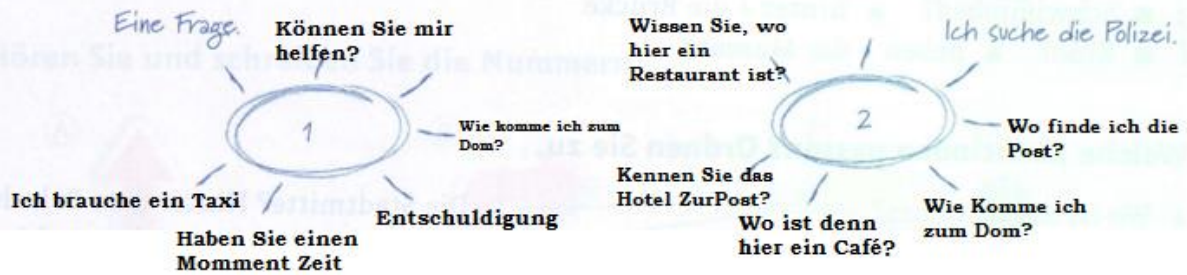 Eine Frage.
Können Sie mir
helfen?
Wie komme ich zum
Dom?
1
Ich brauche ein Taxi
Entschuldigung
Haben Sie einen
Momment Zeit
Wissen Sie, wo
hier ein
Restaurant ist?
Ich suche die Polizei.
2
Wo finde ich die
Post?
Kennen Sie das
Hotel ZurPost?
Wie Komme ich
zum Dom?
Wo ist denn
hier ein Café?